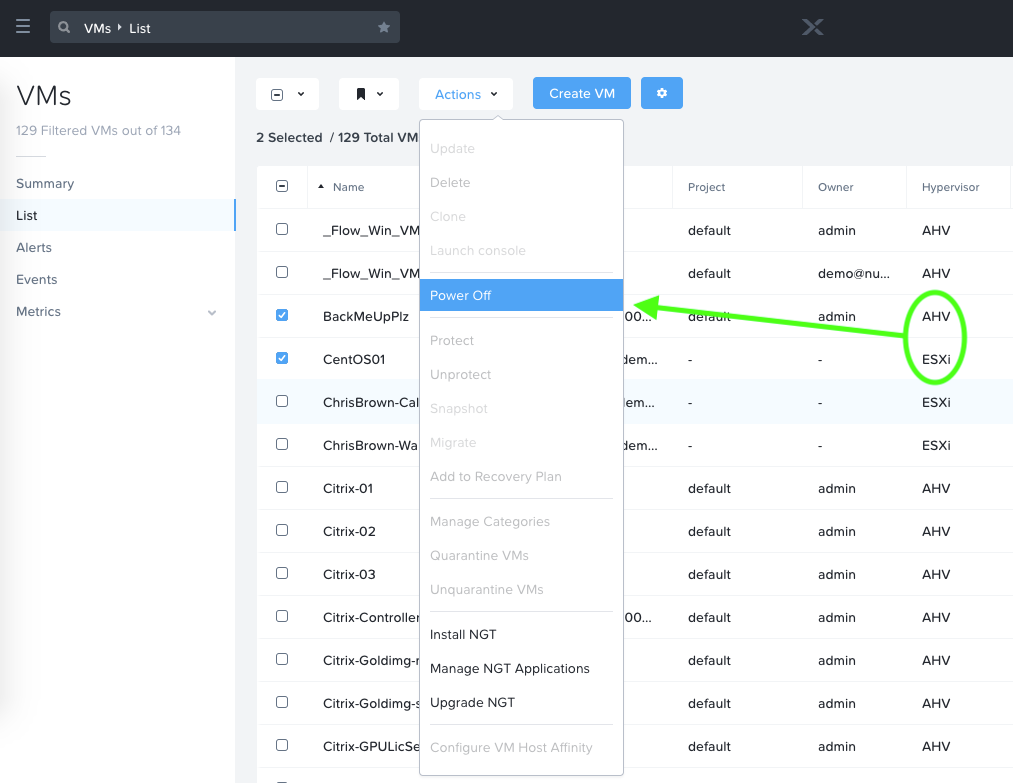 VMs ‣ List
VMs
129 Filtered VMs out of 134
Summary
List
Alerts
Events
Metrics
Actions
Create VM
2 Selected / 129 Total VM
Update
Delete
Clone
Launch console
Power Off
Protect
Unprotect
Snapshot
Migrate
Add to Recovery Plan
Manage Categories
Quarantine VMs
Unquarantine VMs
Install NGT
Manage NGT Applications
Upgrade NGT
Configure VM Host Affinity
Name Project Owner Hypervisor
_Flow_Win_VM default admin AHV
_Flow_Win_VM default demo@nu... AHV
BackMeUpPlz 00... default admin AHV
CentOS01 dem... - - ESXi
ChrisBrown-Cal dem... - - ESXi
ChrisBrown-Wa dem... - - ESXi
Citrix-01 default admin AHV
Citrix-02 default admin AHV
Citrix-03 default admin AHV
Citrix-Controller 00... default admin AHV
Citrix-Goldimg- default admin AHV
Citrix-Goldimg-s default admin AHV
Citrix-GPULicSe default admin AHV